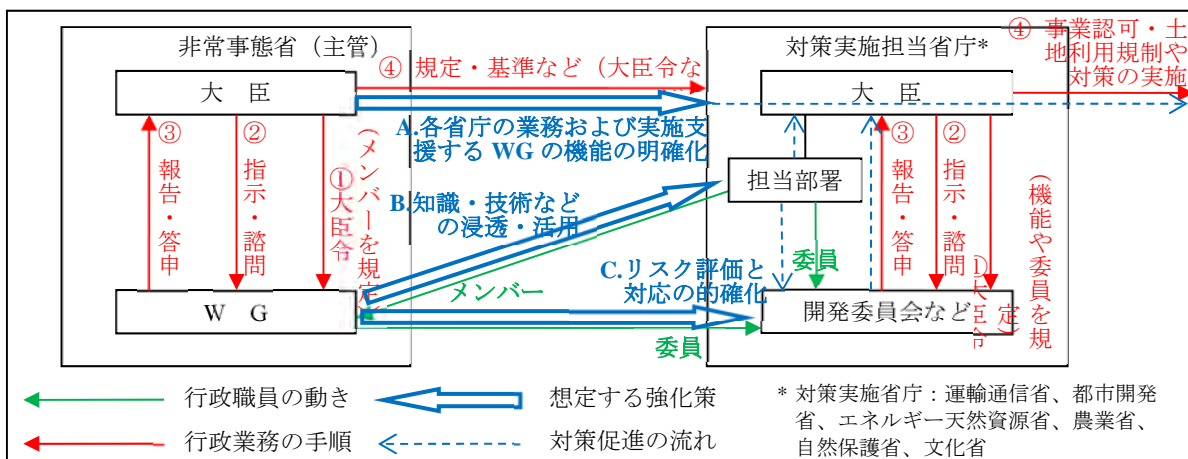 非常事態省（主管）
大 臣
③ 報告・答申
② 指示・諮問
①大臣令
(メンバーを規定)
W G
④ 規定・基準など（大臣令な
A.各省庁の業務および実施支
援する WG の機能の明確化
B.知識・技術など
の浸透・活用
メンバー
C.リスク評価と
対応の的確化
委員
対策実施担当省庁*
大 臣
担当部署
委員
③ 報告・答申
② 指示・諮問
①大臣令
(機能や委員を規
定)
開発委員会など
④ 事業認可・土
地利用規制や
対策の実施
行政職員の動き
想定する強化策
行政業務の手順
対策促進の流れ
* 対策実施省庁：運輸通信省、都市開発
省、エネルギー天然資源省、農業省、
自然保護省、文化省